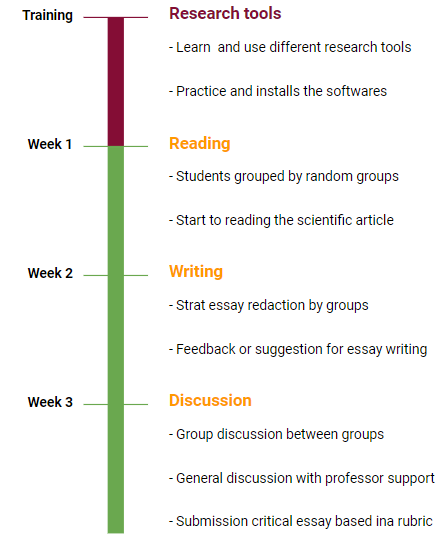 Training
Research tools
- Learn  and use different research tools
- Practice and installs the softwares
Week 1
Reading
- Students grouped by random groups
- Start to reading the scientific article
Week 2
Writing
- Strat essay redaction by groups
- Feedback or suggestion for essay writing
Week 3
Discussion
- Group discussion between groups
- General discussion with professor support
- Submission critical essay based ina rubric